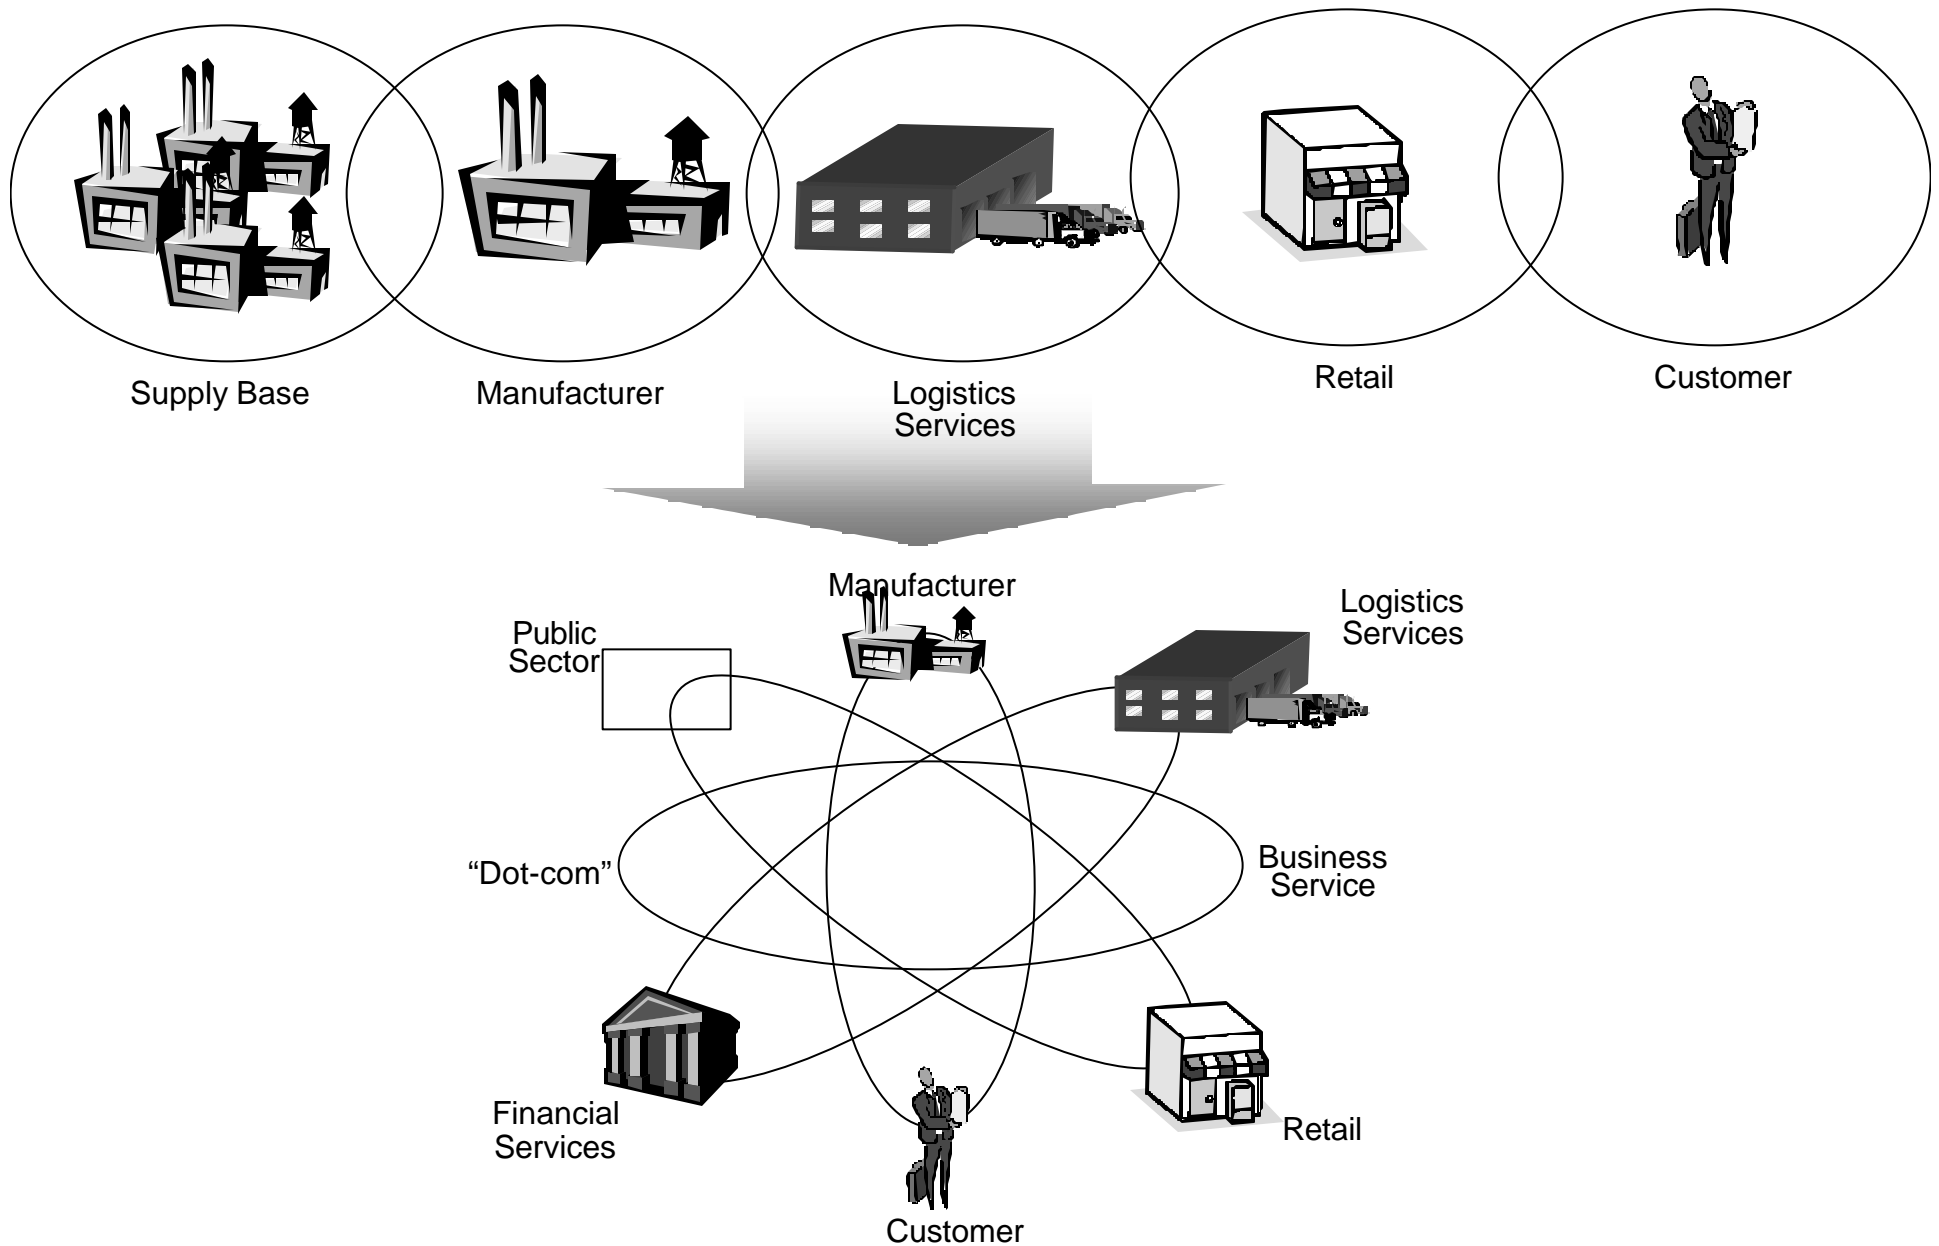 Supply Base
Manufacturer
Logistics
Services
Retail
Customer
Manufacturer
Public
Sector
Logistics
Services
“Dot-com”
Business
Service
Financial
Services
Retail
Customer